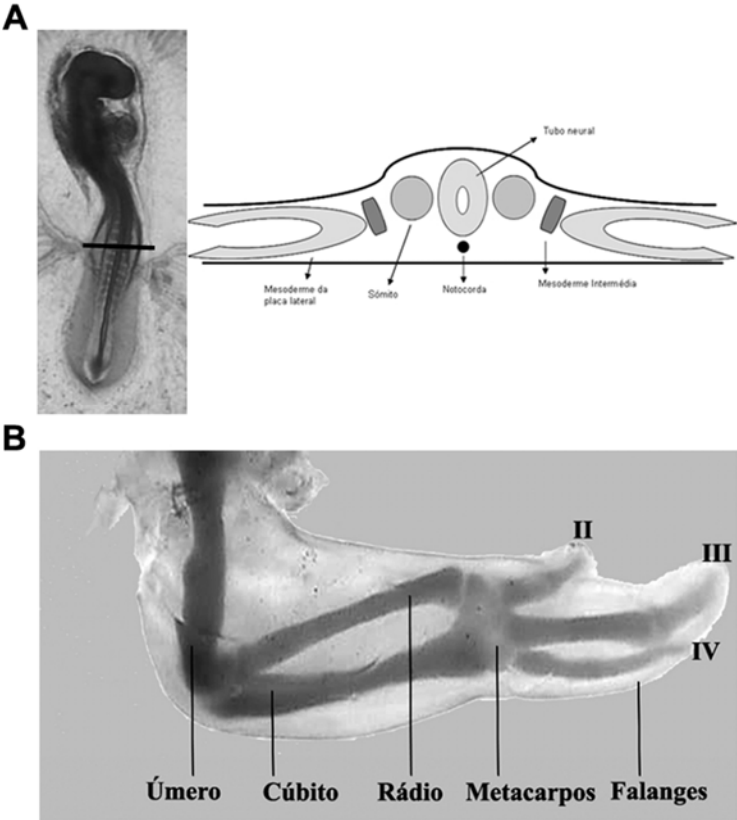 A
Tubo neural
Mesoderme da
placa lateral
Sómito
Notocorda
Mesoderme Intermédia
B
II
III
IV
Úmero
Cúbito
Rádio
Metacarpos
Falanges